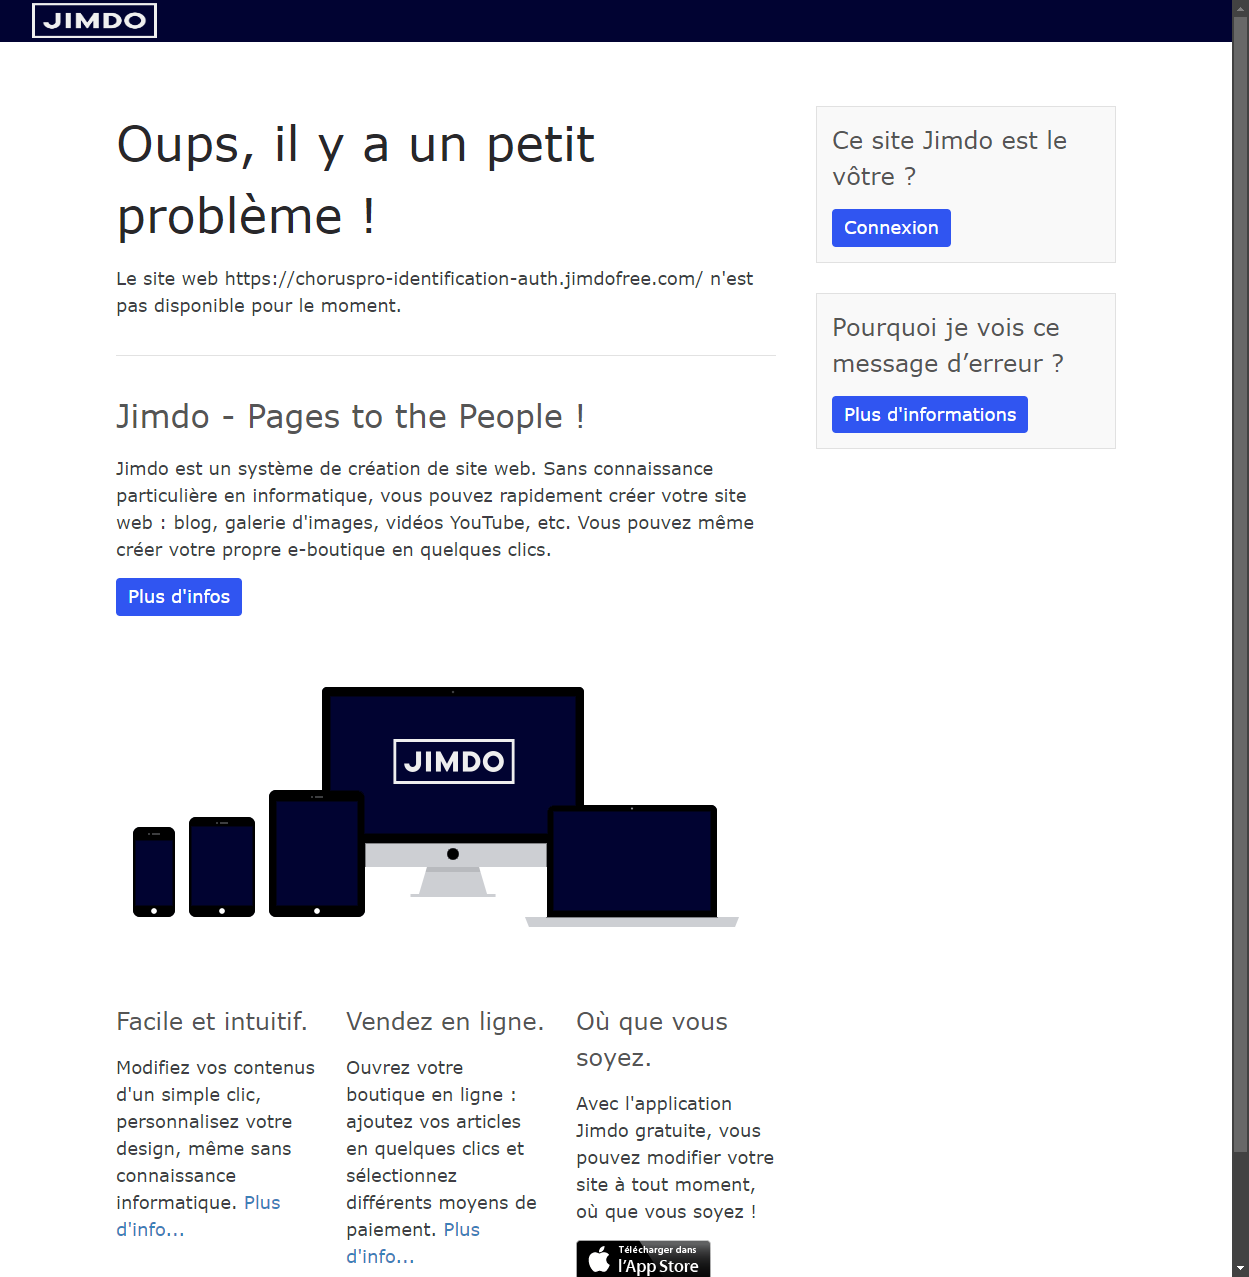 JIMDO
Oups, il y a un petit
problème !
Le site web https://choruspro-identification-auth.jimdofree.com/ n'est
pas disponible pour le moment.
Jimdo - Pages to the People !
Jimdo est un système de création de site web. Sans connaissance
particulière en informatique, vous pouvez rapidement créer votre site
web : blog, galerie d'images, vidéos YouTube, etc. Vous pouvez même
créer votre propre e-boutique en quelques clics.
Plus d'infos
JIMDO
Facile et intuitif.
Modifiez vos contenus
d'un simple clic,
personnalisez votre
design, même sans
connaissance
informatique. Plus
d'info...
Vendez en ligne.
Ouvrez votre
boutique en ligne :
ajoutez vos articles
en quelques clics et
sélectionnez
différents moyens de
paiement. Plus
d'info...
Où que vous
soyez.
Avec l'application
Jimdo gratuite, vous
pouvez modifier votre
site à tout moment,
où que vous soyez !
Télécharger dans
l'App Store
Ce site Jimdo est le
vôtre ?
Connexion
Pourquoi je vois ce
message d’erreur ?
Plus d'informations